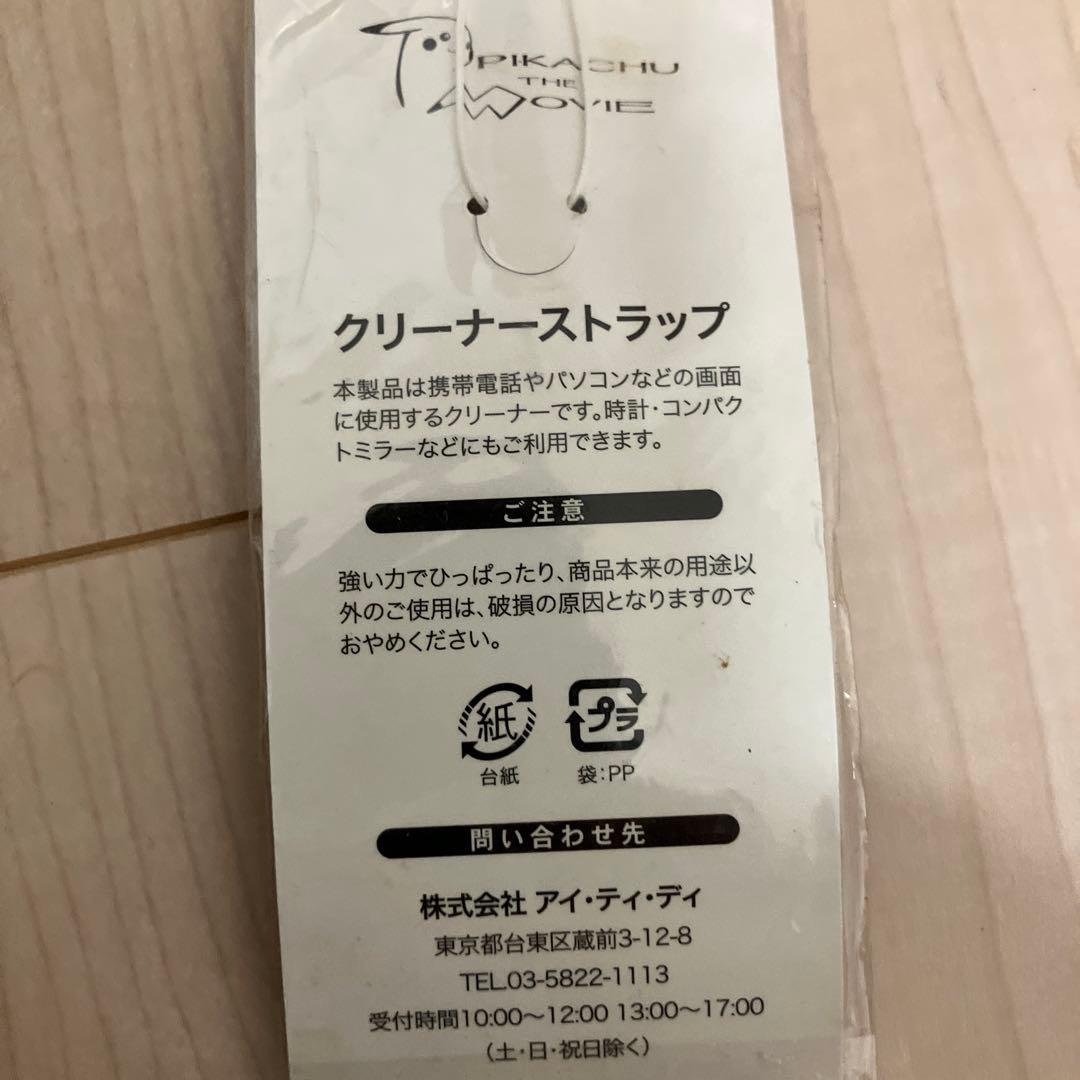 PIKACHU
THE
MOVIE
クリーナーストラップ
本製品は携帯電話やパソコンなどの画面
に使用するクリーナーです。時計・コンパク
トミラーなどにもご利用できます。
ご注意
強い力でひっぱったり、商品本来の用途以
外のご使用は、破損の原因となりますので
おやめください。
紙 プラ
台紙 袋：PP
問い合わせ先
株式会社 アイ・ティ・ディ
東京都台東区蔵前3-12-8
TEL.03-5822-1113
受付時間10:00〜12:00 13:00〜17:00
（土・日・祝日除く）